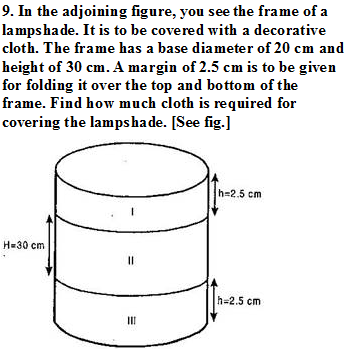 9. In the adjoining figure, you see the frame of a
lampshade. It is to be covered with a decorative
cloth. The frame has a base diameter of 20 cm and
height of 30 cm. A margin of 2.5 cm is to be given
for folding it over the top and bottom of the
frame. Find how much cloth is required for
covering the lampshade. [See fig.]
h=2.5 cm
I
H=30 cm
II
h=2.5 cm
III